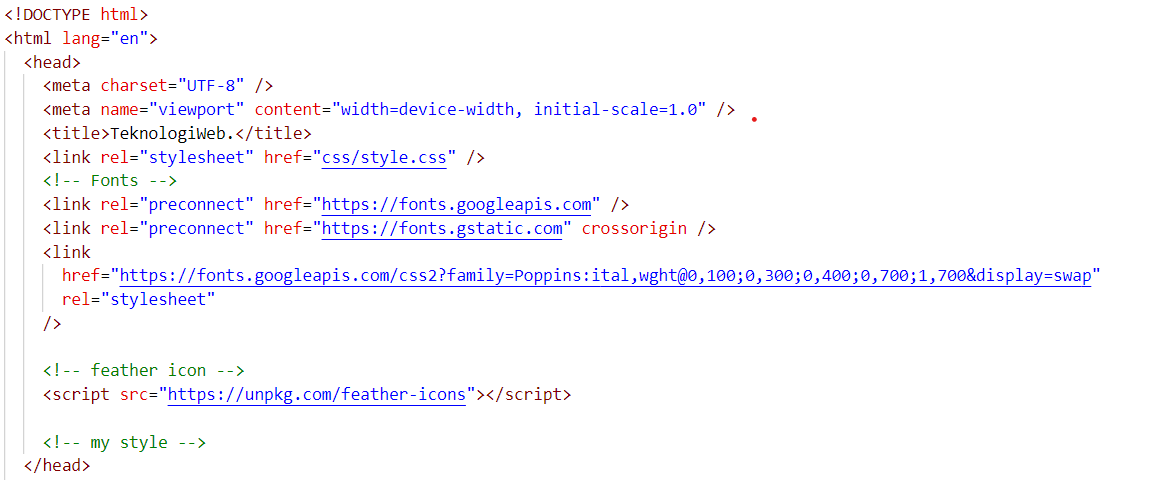 <!DOCTYPE html>
<html lang="en">
<head>
<meta charset="UTF-8" />
<meta name="viewport" content="width=device-width, initial-scale=1.0" />
<title>TeknologiWeb.</title>
<link rel="stylesheet" href="css/style.css" />
<!-- Fonts -->
<link rel="preconnect" href="https://fonts.googleapis.com" />
<link rel="preconnect" href="https://fonts.gstatic.com" crossorigin />
<link
href="https://fonts.googleapis.com/css2?family=Poppins:ital,wght@0,100;0,300;0,400;0,700;1,700&display=swap"
rel="stylesheet"
/>
<!-- feather icon -->
<script src="https://unpkg.com/feather-icons"></script>
<!-- my style -->
</head>